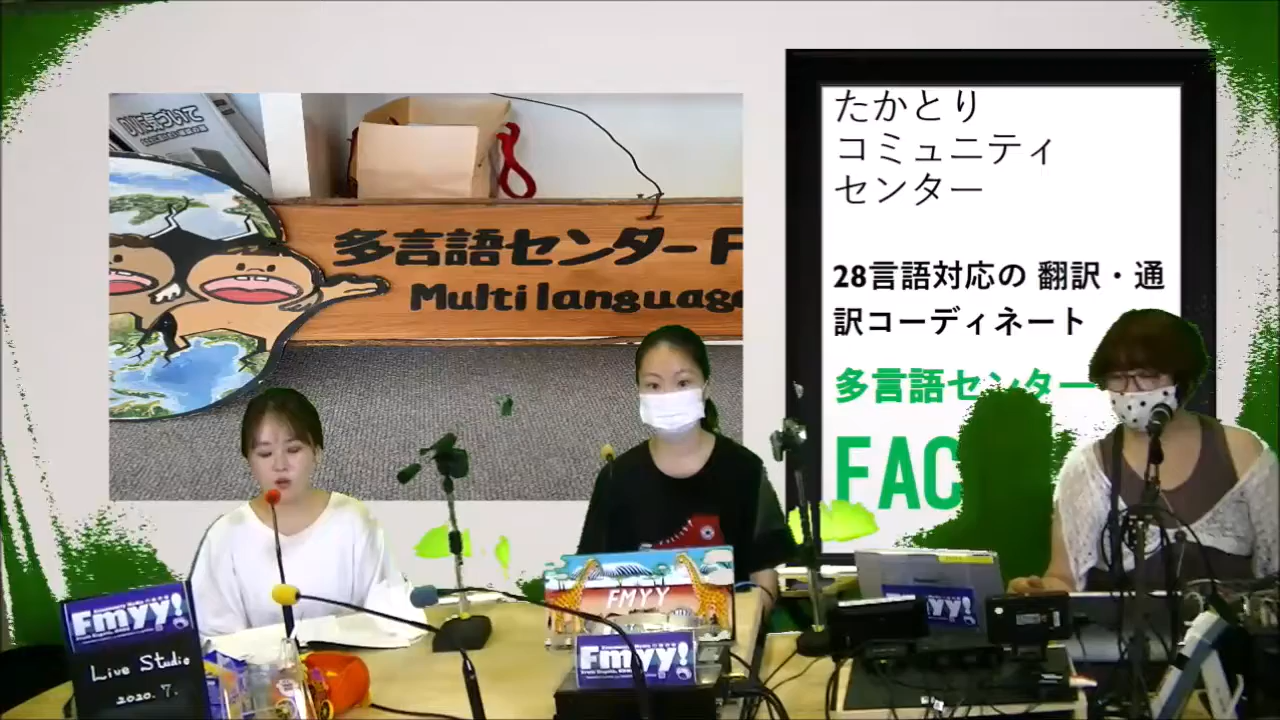 たかとり
コミュニティ
センター
28言語対応の 翻訳・通
訳コーディネート
多言語センター
FAC
多言語センターF
Multilanguage
Fmyy!
Live Studio
2020.7.
FMYY
Fmyy!
myy!